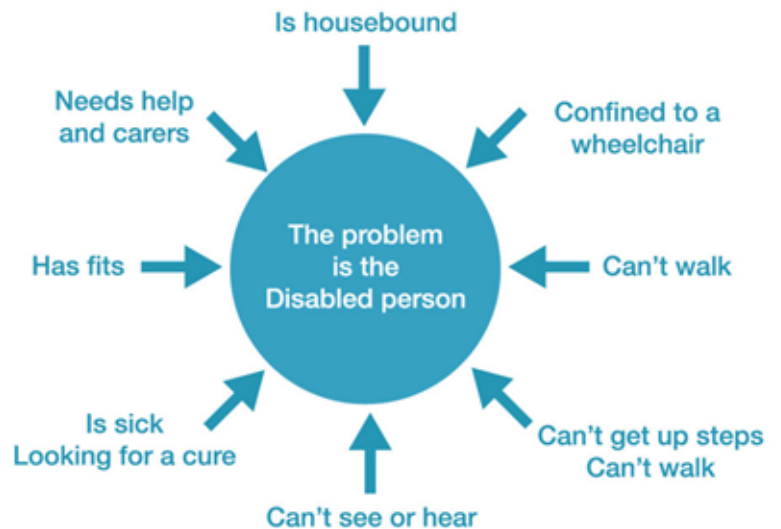 Is housebound
Needs help
and carers
Confined to a
wheelchair
The problem
is the
Disabled person
Has fits
Can't walk
Is sick
Looking for a cure
Can't get up steps
Can't walk
Can't see or hear